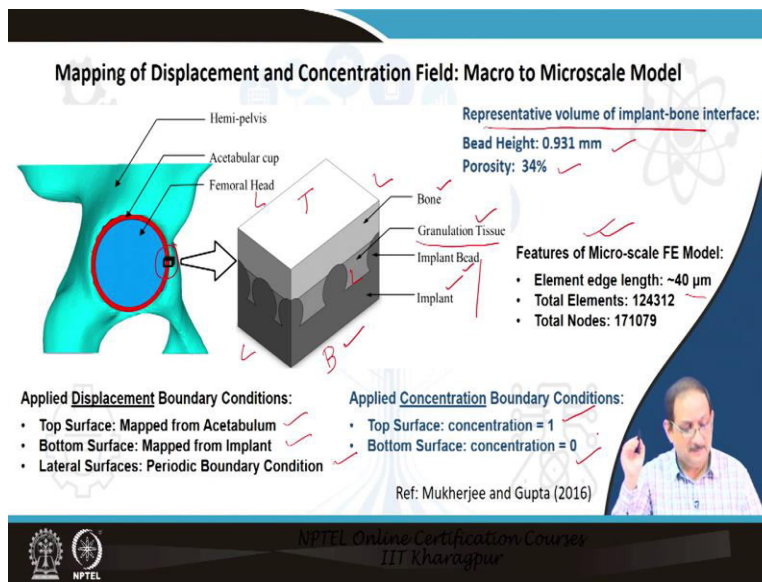 Mapping of Displacement and Concentration Field: Macro to Microscale Model
Hemi-pelvis
Acetabular cup
Femoral Head
T
B
Bone
Granulation Tissue
Implant Bead
Implant
Representative volume of implant-bone interface:
Bead Height: 0.931 mm
Porosity: 34%
Features of Micro-scale FE Model:
• Element edge length: ~40 µm
• Total Elements: 124312
• Total Nodes: 171079
Applied Displacement Boundary Conditions:
• Top Surface: Mapped from Acetabulum
• Bottom Surface: Mapped from Implant
• Lateral Surfaces: Periodic Boundary Condition
Applied Concentration Boundary Conditions:
• Top Surface: concentration = 1
• Bottom Surface: concentration = 0
Ref: Mukherjee and Gupta (2016)
NPTEL Online Certification Courses
IIT Kharagpur
NPTEL